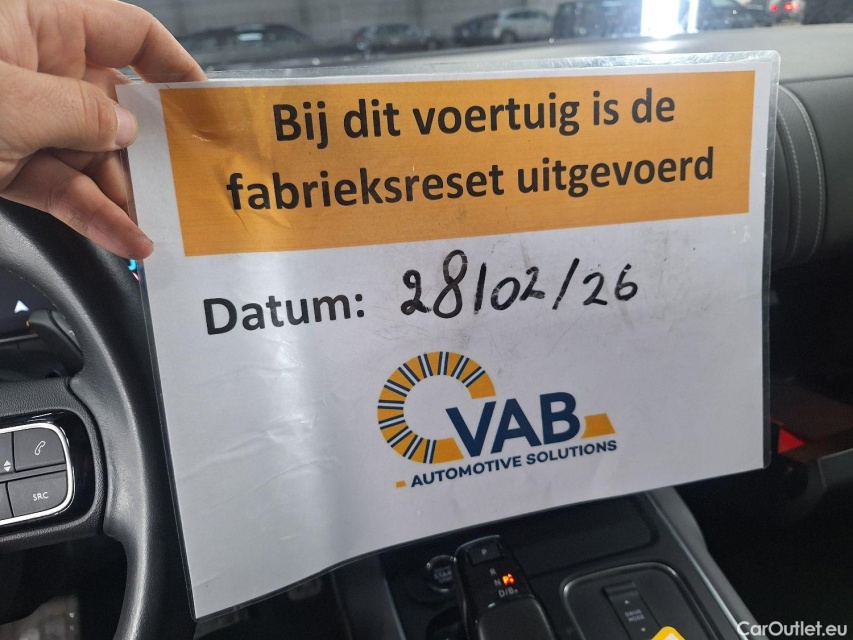 Bij dit voertuig is de
fabrieksreset uitgevoerd
Datum: 28/02/26
VAB
AUTOMOTIVE SOLUTIONS
SRC
R
N
D/B
CarOutlet.eu